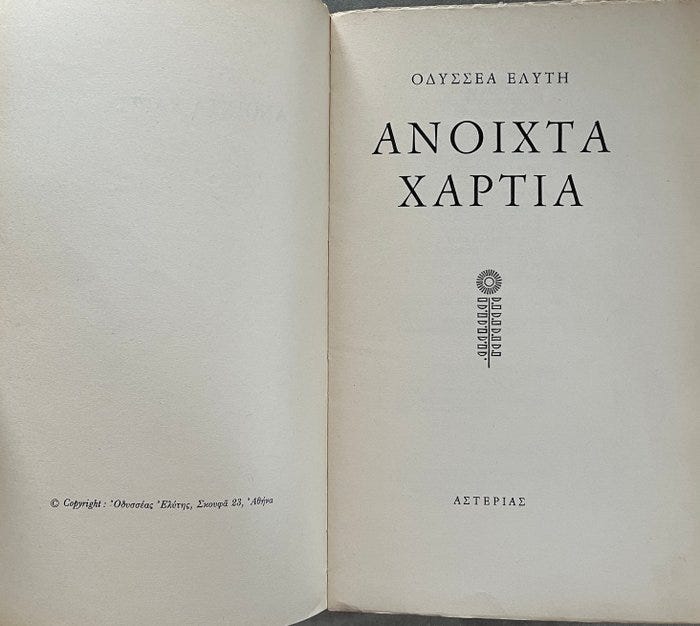 © Copyright : Ὀδυσσέας Ἐλύτης, Σκουφᾶ 23, Ἀθήνα
ΟΔΥΣΣΕΑ ΕΛΥΤΗ
ΑΝΟΙΧΤΑ
ΧΑΡΤΙΑ
ΑΣΤΕΡΙΑΣ